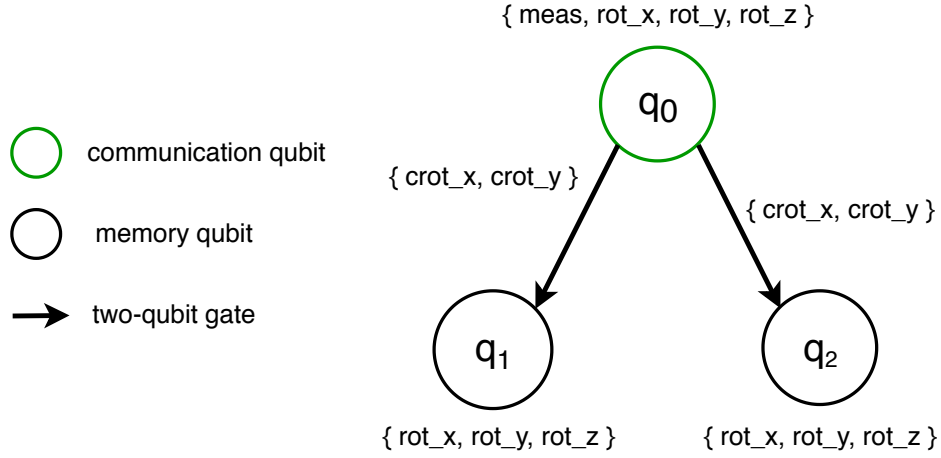 { meas, rot_x, rot_y, rot_z }
q0
communication qubit
{ crot_x, crot_y }
{ crot_x, crot_y }
memory qubit
two-qubit gate
q1
q2
{ rot_x, rot_y, rot_z }
{ rot_x, rot_y, rot_z }